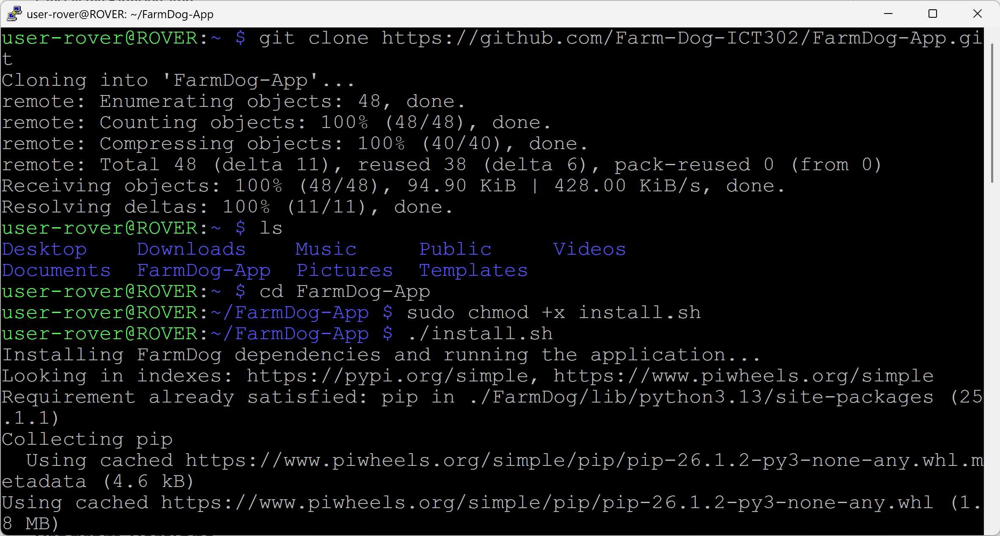 user-rover@ROVER: ~/FarmDog-App
user-rover@ROVER:~ $ git clone https://github.com/Farm-Dog-ICT302/FarmDog-App.gi
t
Cloning into 'FarmDog-App'...
remote: Enumerating objects: 48, done.
remote: Counting objects: 100% (48/48), done.
remote: Compressing objects: 100% (40/40), done.
remote: Total 48 (delta 11), reused 38 (delta 6), pack-reused 0 (from 0)
Receiving objects: 100% (48/48), 94.90 KiB | 428.00 KiB/s, done.
Resolving deltas: 100% (11/11), done.
user-rover@ROVER:~ $ ls
Desktop    Downloads    Music     Public     Videos
Documents  FarmDog-App  Pictures  Templates
user-rover@ROVER:~ $ cd FarmDog-App
user-rover@ROVER:~/FarmDog-App $ sudo chmod +x install.sh
user-rover@ROVER:~/FarmDog-App $ ./install.sh
Installing FarmDog dependencies and running the application...
Looking in indexes: https://pypi.org/simple, https://www.piwheels.org/simple
Requirement already satisfied: pip in ./FarmDog/lib/python3.13/site-packages (25
.1.1)
Collecting pip
  Using cached https://www.piwheels.org/simple/pip/pip-26.1.2-py3-none-any.whl.m
etadata (4.6 kB)
Using cached https://www.piwheels.org/simple/pip/pip-26.1.2-py3-none-any.whl (1.
8 MB)